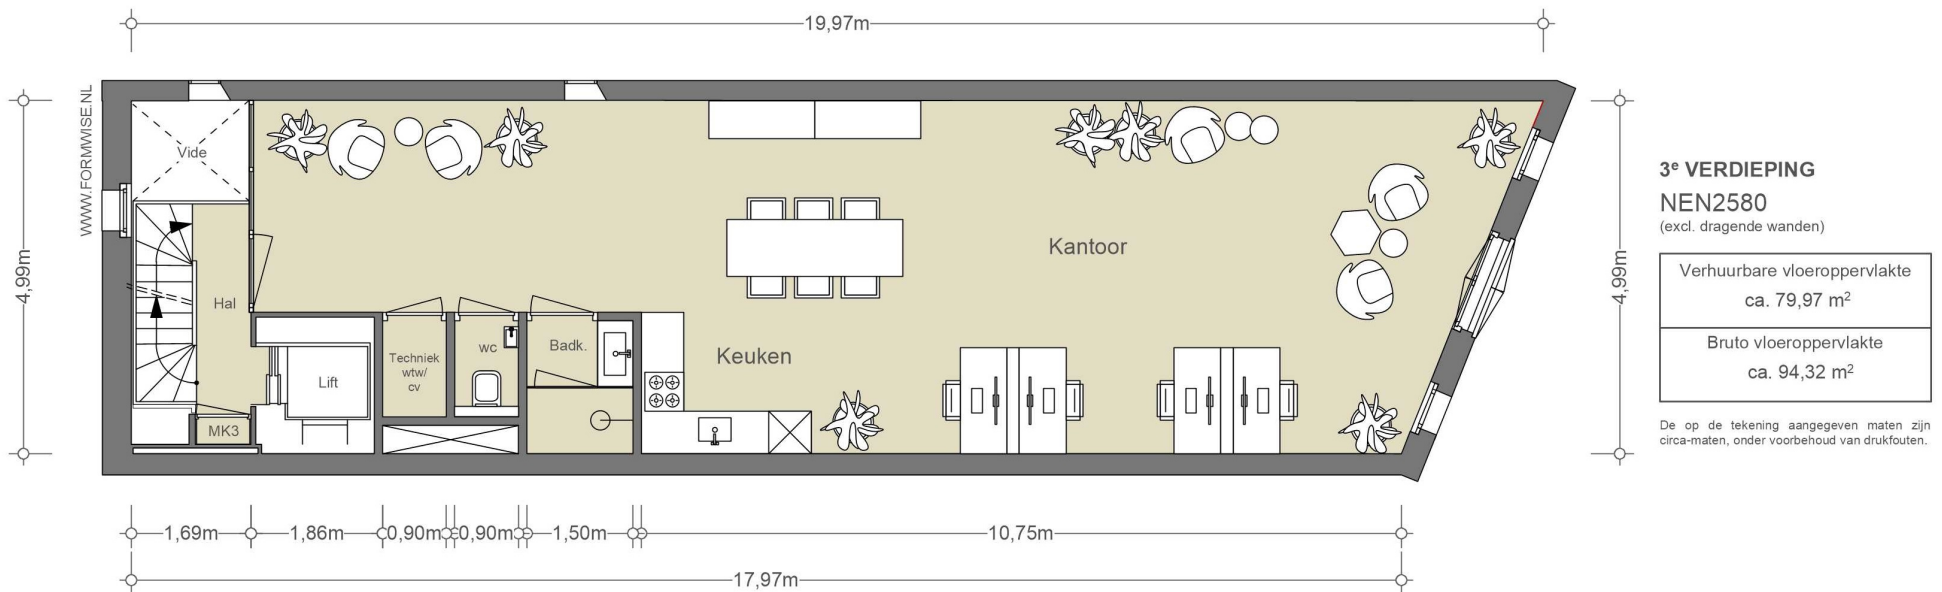 19,97m
WWW.FORMWISE.NL
4,99m
Vide
Hal
Lift
MK3
Techniek
wtw/
cv
wc
Badk.
Keuken
Kantoor
4,99m
3e VERDIEPING
NEN2580
(excl. dragende wanden)
Verhuurbare vloeroppervlakte
ca. 79,97 m²
Bruto vloeroppervlakte
ca. 94,32 m²
De op de tekening aangegeven maten zijn
circa-maten, onder voorbehoud van drukfouten.
1,69m 1,86m 0,90m 0,90m 1,50m 10,75m
17,97m